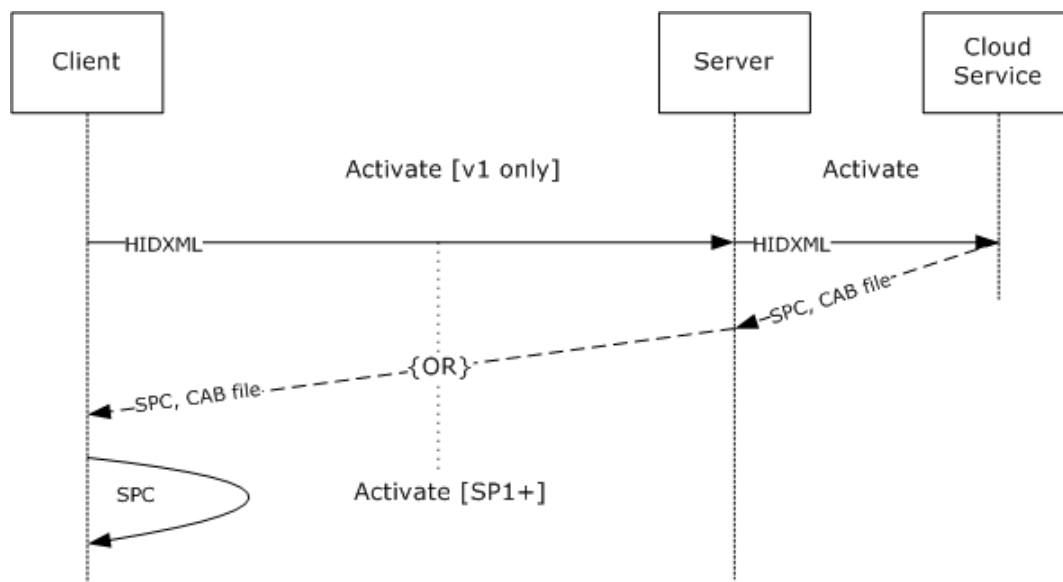 Client
Server
Cloud
Service
Activate [v1 only]
Activate
HIDXML
HIDXML
SPC, CAB file
{OR}
SPC, CAB file
SPC
Activate [SP1+]